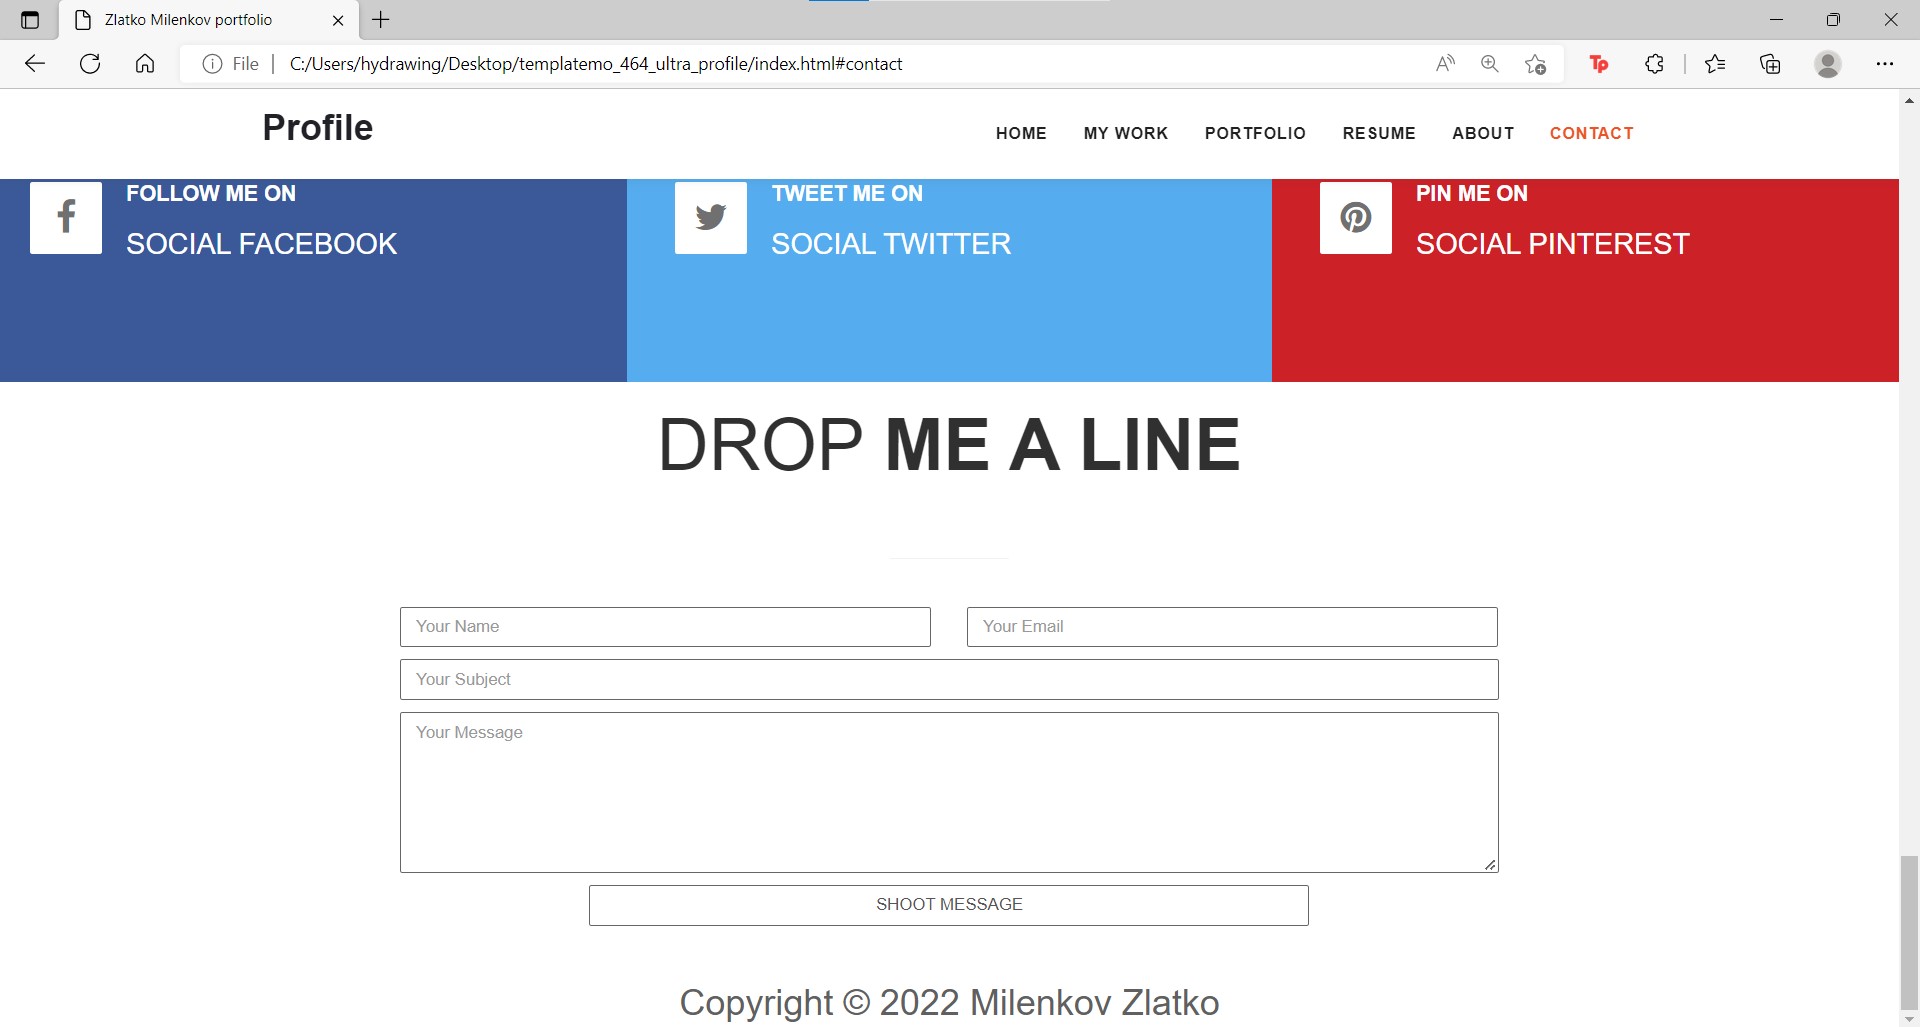 Zlatko Milenkov portfolio
File
C:/Users/hydrawing/Desktop/templatemo_464_ultra_profile/index.html#contact
Tp
Profile
HOME MY WORK PORTFOLIO RESUME ABOUT CONTACT
FOLLOW ME ON
SOCIAL FACEBOOK
TWEET ME ON
SOCIAL TWITTER
PIN ME ON
SOCIAL PINTEREST
DROP ME A LINE
Your Name
Your Email
Your Subject
Your Message
SHOOT MESSAGE
Copyright © 2022 Milenkov Zlatko